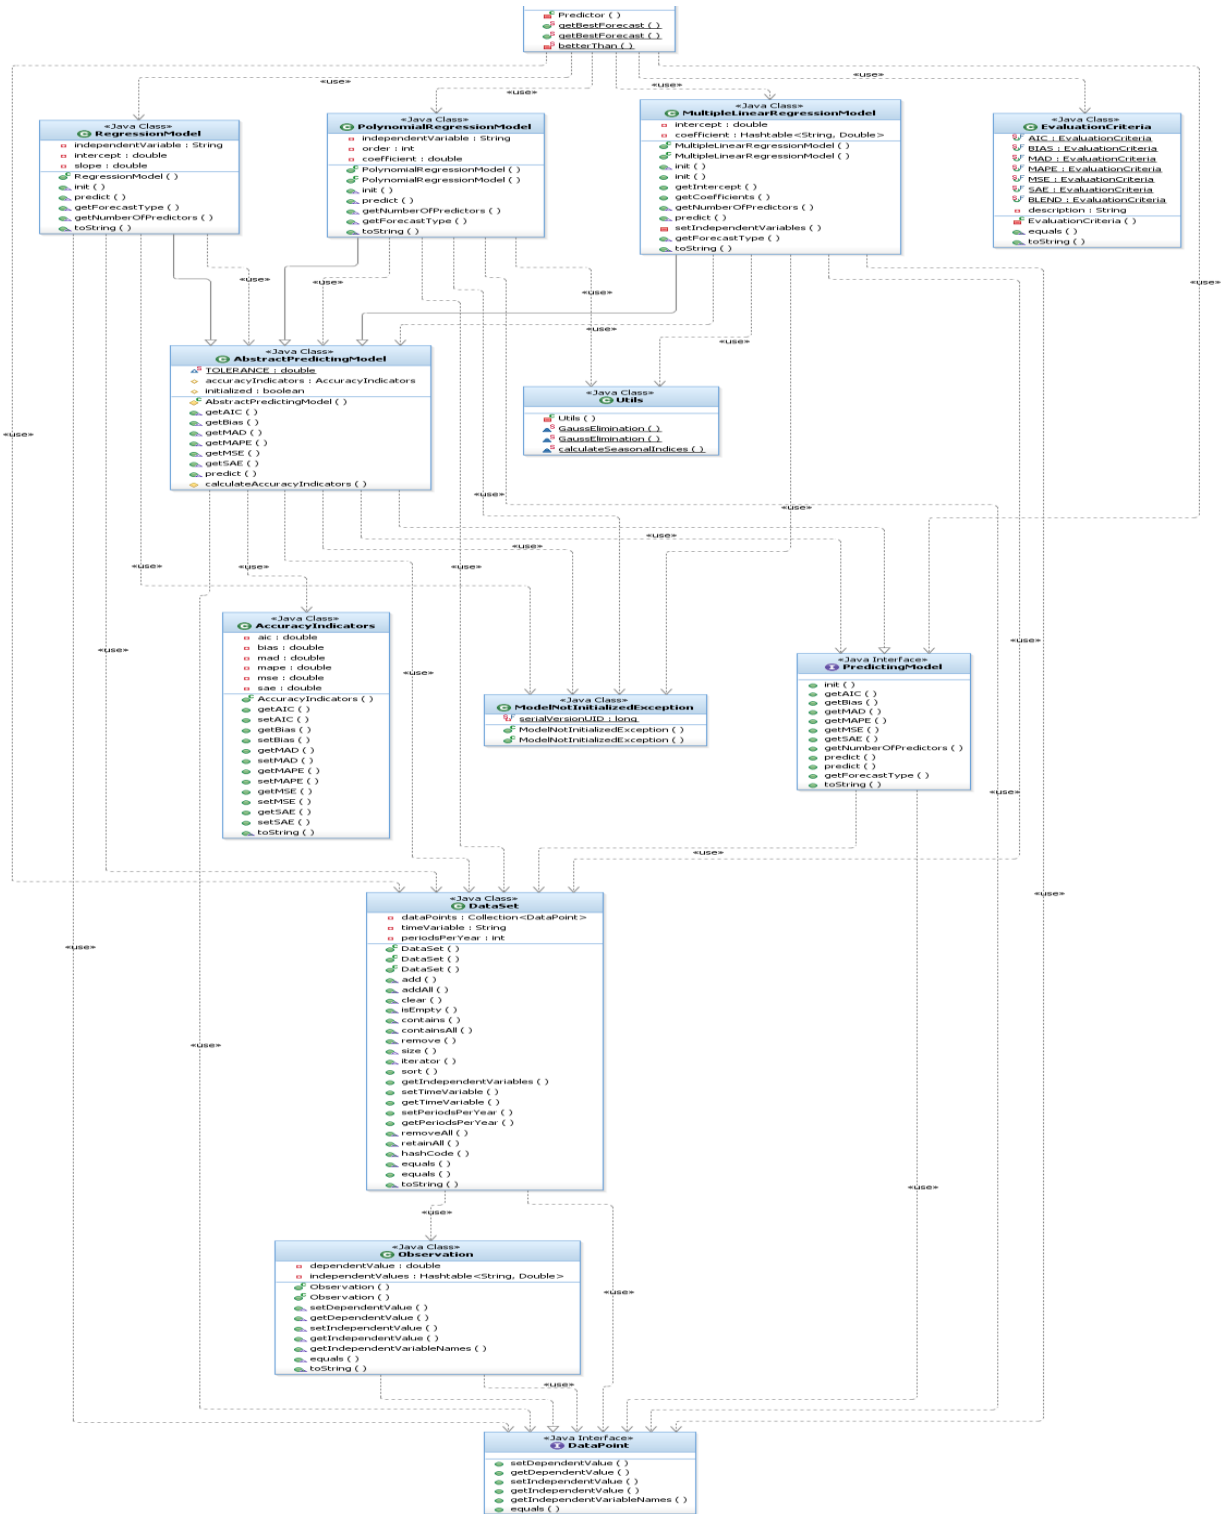 Predictor ( )
getBestForecast ( )
getBestForecast ( )
betterThan ( )
«use»
«use»
«use»
«use»
«Java Class»
RegressionModel
independentVariable : String
intercept : double
slope : double
RegressionModel ( )
init ( )
predict ( )
getForecastType ( )
getNumberOfPredictors ( )
toString ( )
«Java Class»
PolynomialRegressionModel
independentVariable : String
order : int
coefficient : double
PolynomialRegressionModel ( )
PolynomialRegressionModel ( )
init ( )
predict ( )
getNumberOfPredictors ( )
getForecastType ( )
toString ( )
«Java Class»
MultipleLinearRegressionModel
intercept : double
coefficient : Hashtable<String, Double>
MultipleLinearRegressionModel ( )
MultipleLinearRegressionModel ( )
init ( )
init ( )
getIntercept ( )
getCoefficients ( )
getNumberOfPredictors ( )
predict ( )
setIndependentVariables ( )
getForecastType ( )
toString ( )
«Java Class»
EvaluationCriteria
AIC : EvaluationCriteria
BIAS : EvaluationCriteria
MAD : EvaluationCriteria
MAPE : EvaluationCriteria
MSE : EvaluationCriteria
SAE : EvaluationCriteria
BLEND : EvaluationCriteria
description : String
EvaluationCriteria ( )
equals ( )
toString ( )
«use»
«use»
«use»
«use»
«use»
«use»
«Java Class»
AbstractPredictingModel
TOLERANCE : double
accuracyIndicators : AccuracyIndicators
initialized : boolean
AbstractPredictingModel ( )
getAIC ( )
getBias ( )
getMAD ( )
getMAPE ( )
getMSE ( )
getSAE ( )
predict ( )
calculateAccuracyIndicators ( )
«Java Class»
Utils
Utils ( )
GaussElimination ( )
GaussElimination ( )
calculateSeasonalIndices ( )
«use»
«use»
«use»
«use»
«use»
«use»
«use»
«use»
«Java Class»
AccuracyIndicators
aic : double
bias : double
mad : double
mape : double
mse : double
sae : double
AccuracyIndicators ( )
getAIC ( )
setAIC ( )
getBias ( )
setBias ( )
getMAD ( )
setMAD ( )
getMAPE ( )
setMAPE ( )
getMSE ( )
setMSE ( )
getSAE ( )
setSAE ( )
toString ( )
«use»
«use»
«use»
«Java Class»
ModelNotInitializedException
serialVersionUID : long
ModelNotInitializedException ( )
ModelNotInitializedException ( )
«Java Interface»
PredictingModel
init ( )
getAIC ( )
getBias ( )
getMAD ( )
getMAPE ( )
getMSE ( )
getSAE ( )
getNumberOfPredictors ( )
predict ( )
predict ( )
getForecastType ( )
toString ( )
«use»
«use»
«use»
«use»
«Java Class»
DataSet
dataPoints : Collection<DataPoint>
timeVariable : String
periodsPerYear : int
DataSet ( )
DataSet ( )
DataSet ( )
add ( )
addAll ( )
clear ( )
isEmpty ( )
contains ( )
containsAll ( )
remove ( )
size ( )
iterator ( )
sort ( )
getIndependentVariables ( )
setTimeVariable ( )
getTimeVariable ( )
setPeriodsPerYear ( )
getPeriodsPerYear ( )
removeAll ( )
retainAll ( )
hashCode ( )
equals ( )
equals ( )
toString ( )
«use»
«use»
«use»
«Java Class»
Observation
dependentValue : double
independentValues : Hashtable<String, Double>
Observation ( )
Observation ( )
setDependentValue ( )
getDependentValue ( )
setIndependentValue ( )
getIndependentValue ( )
getIndependentVariableNames ( )
equals ( )
toString ( )
«use»
«use»
«Java Interface»
DataPoint
setDependentValue ( )
getDependentValue ( )
setIndependentValue ( )
getIndependentValue ( )
getIndependentVariableNames ( )
equals ( )